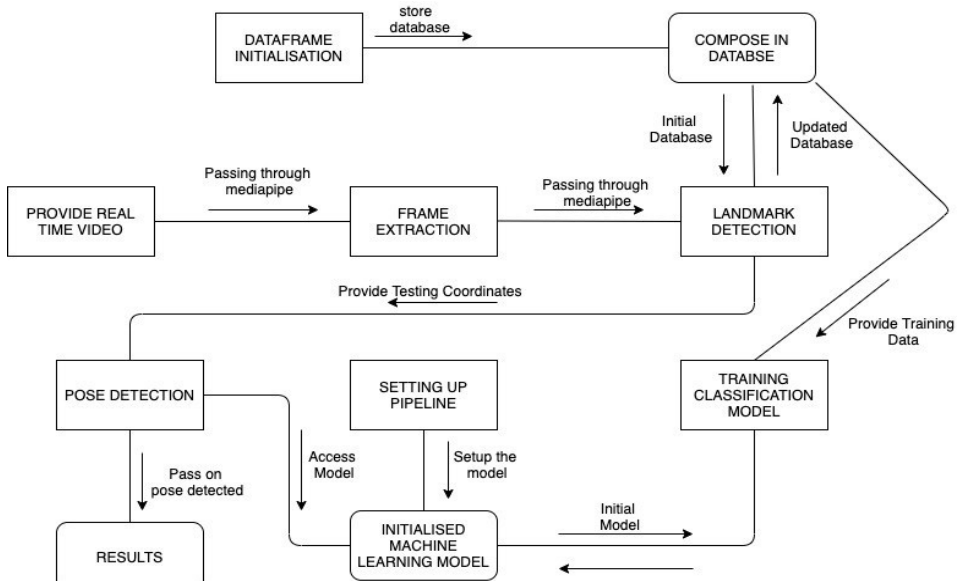 store
database
DATAFRAME
INITIALISATION
COMPOSE IN
DATABSE
Initial
Database
Updated
Database
Passing through
mediapipe
Passing through
mediapipe
PROVIDE REAL
TIME VIDEO
FRAME
EXTRACTION
LANDMARK
DETECTION
Provide Testing Coordinates
Provide Training
Data
POSE DETECTION
SETTING UP
PIPELINE
TRAINING
CLASSIFICATION
MODEL
Access
Model
Setup the
model
Pass on
pose detected
Initial
Model
RESULTS
INITIALISED
MACHINE
LEARNING MODEL